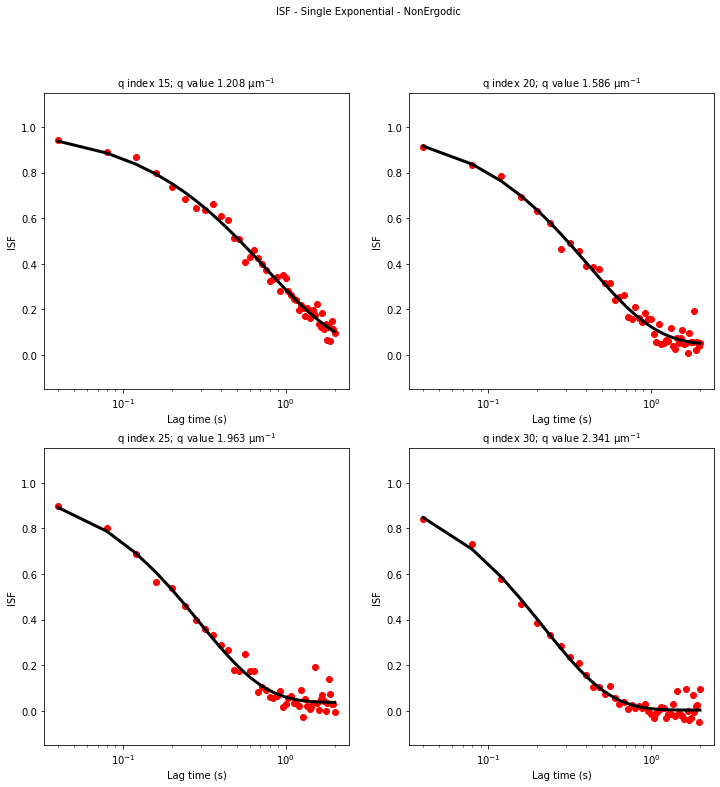 ISF - Single Exponential - NonErgodic
q index 15; q value 1.208 μm⁻¹
q index 20; q value 1.586 μm⁻¹
1.0
0.8
0.6
0.4
0.2
0.0
ISF
10⁻¹
10⁰
Lag time (s)
1.0
0.8
0.6
0.4
0.2
0.0
ISF
10⁻¹
10⁰
Lag time (s)
q index 25; q value 1.963 μm⁻¹
q index 30; q value 2.341 μm⁻¹
1.0
0.8
0.6
0.4
0.2
0.0
ISF
10⁻¹
10⁰
Lag time (s)
1.0
0.8
0.6
0.4
0.2
0.0
ISF
10⁻¹
10⁰
Lag time (s)